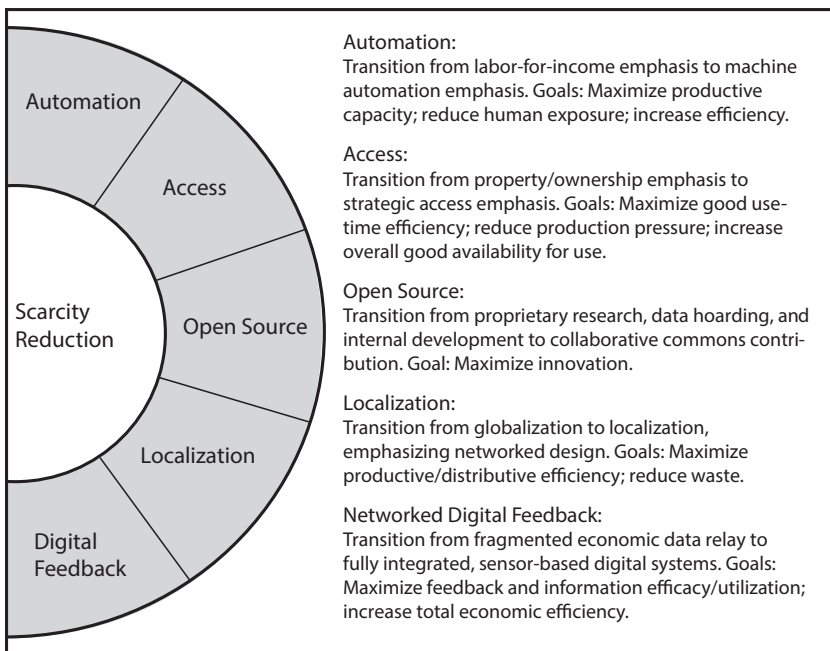 Automation
Access
Scarcity
Reduction
Open Source
Localization
Digital
Feedback
Automation:
Transition from labor-for-income emphasis to machine
automation emphasis. Goals: Maximize productive
capacity; reduce human exposure; increase efficiency.
Access:
Transition from property/ownership emphasis to
strategic access emphasis. Goals: Maximize good use-
time efficiency; reduce production pressure; increase
overall good availability for use.
Open Source:
Transition from proprietary research, data hoarding, and
internal development to collaborative commons contri-
bution. Goal: Maximize innovation.
Localization:
Transition from globalization to localization,
emphasizing networked design. Goals: Maximize
productive/distributive efficiency; reduce waste.
Networked Digital Feedback:
Transition from fragmented economic data relay to
fully integrated, sensor-based digital systems. Goals:
Maximize feedback and information efficacy/utilization;
increase total economic efficiency.